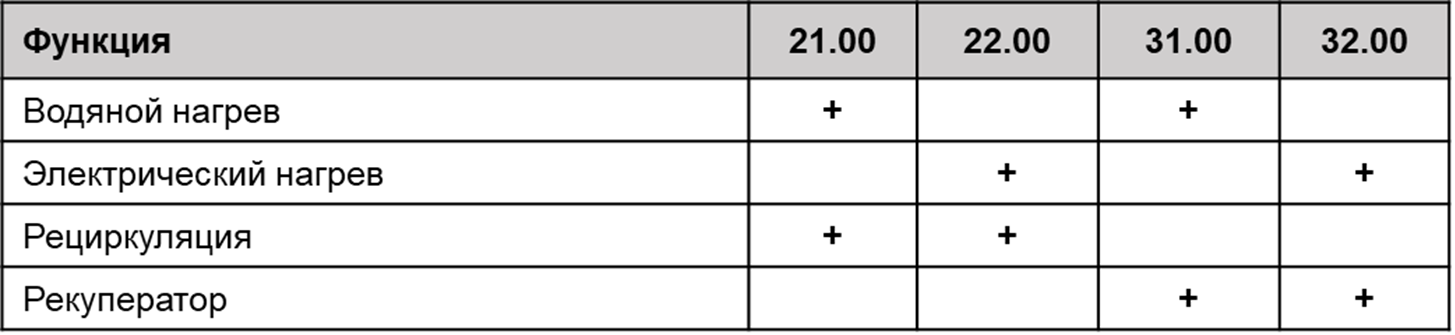 Функция 21.00 22.00 31.00 32.00
Водяной нагрев + +
Электрический нагрев + +
Рециркуляция + +
Рекуператор + +